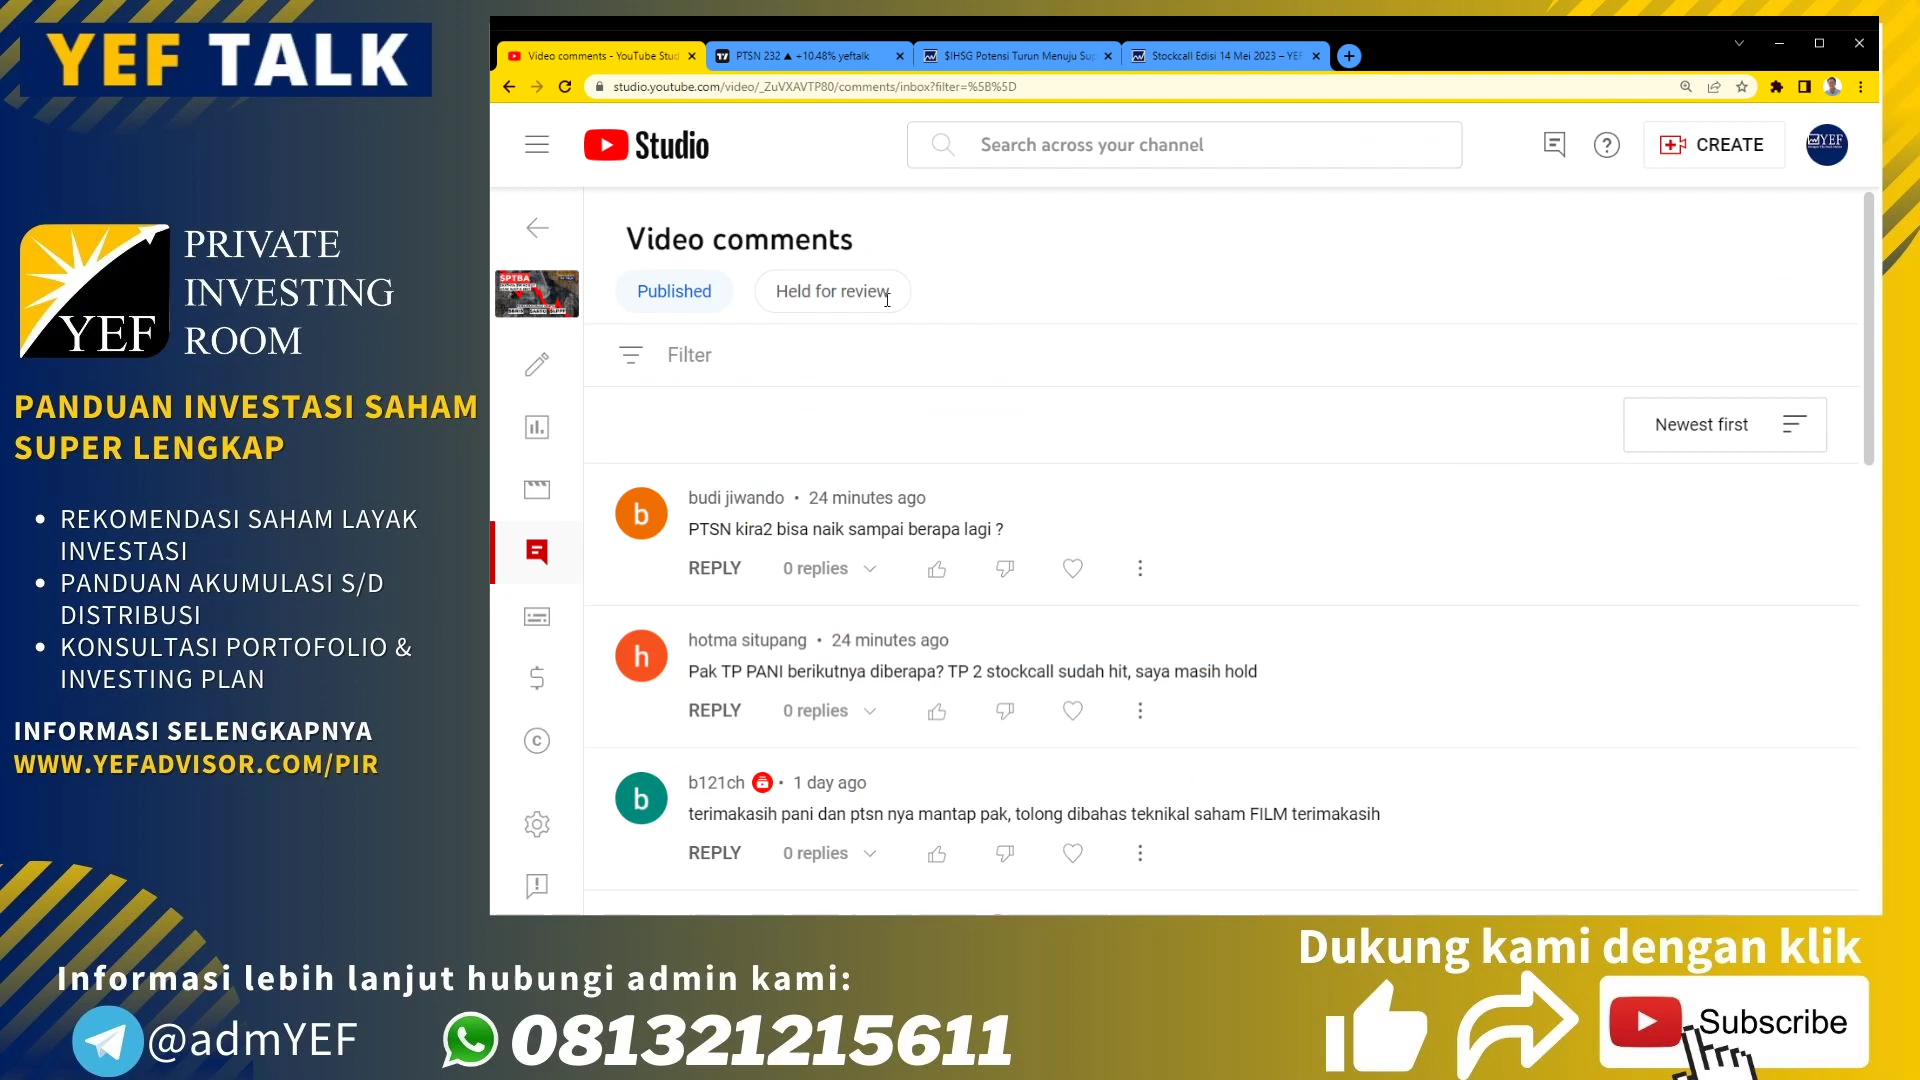 YEF TALK
YEF
PRIVATE
INVESTING
ROOM
PANDUAN INVESTASI SAHAM
SUPER LENGKAP
• REKOMENDASI SAHAM LAYAK
INVESTASI
• PANDUAN AKUMULASI S/D
DISTRIBUSI
• KONSULTASI PORTOFOLIO &
INVESTING PLAN
INFORMASI SELENGKAPNYA
WWW.YEFADVISOR.COM/PIR
Video comments - YouTube Stud
PTSN 232 ▲ +10.48% yeftalk
$IHSG Potensi Turun Menuju Sup
Stockcall Edisi 14 Mei 2023 – YEF
studio.youtube.com/video/_ZuVXAVTP80/comments/inbox?filter=%5B%5D
Studio
Search across your channel
CREATE
YEF
Video comments
$PTBA
Published
Held for review
Filter
Newest first
b
budi jiwando • 24 minutes ago
PTSN kira2 bisa naik sampai berapa lagi ?
REPLY 0 replies
h
hotma situpang • 24 minutes ago
Pak TP PANI berikutnya diberapa? TP 2 stockcall sudah hit, saya masih hold
REPLY 0 replies
b
b121ch • 1 day ago
terimakasih pani dan ptsn nya mantap pak, tolong dibahas teknikal saham FILM terimakasih
REPLY 0 replies
Informasi lebih lanjut hubungi admin kami:
@admYEF
081321215611
Dukung kami dengan klik
Subscribe